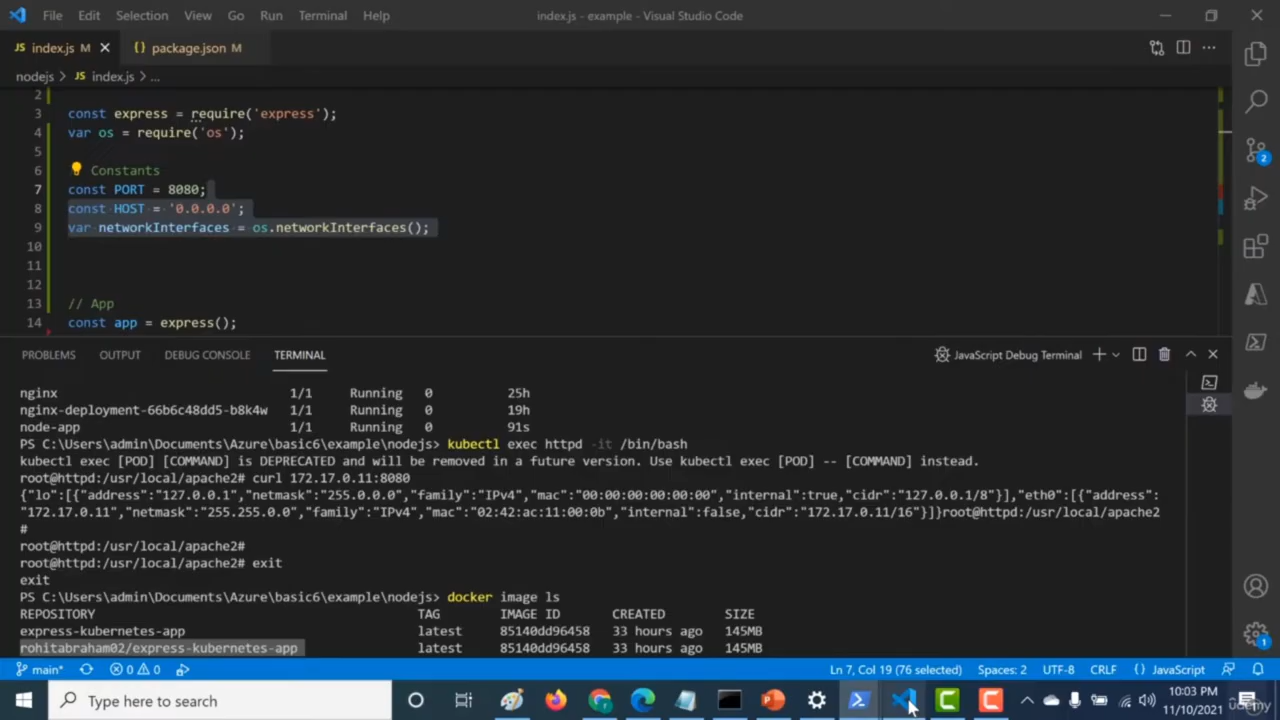 File Edit Selection View Go Run Terminal Help index.js - example - Visual Studio Code
JS index.js M {} package.json M
nodejs > JS index.js > ...
2
3 const express = require('express');
4 var os = require('os');
5
6 Constants
7 const PORT = 8080;
8 const HOST = '0.0.0.0';
9 var networkInterfaces = os.networkInterfaces();
10
11
12
13 // App
14 const app = express();
PROBLEMS OUTPUT DEBUG CONSOLE TERMINAL JavaScript Debug Terminal
nginx 1/1 Running 0 25h
nginx-deployment-66b6c48dd5-b8k4w 1/1 Running 0 19h
node-app 1/1 Running 0 91s
PS C:\Users\admin\Documents\Azure\basic6\example\nodejs> kubectl exec httpd -it /bin/bash
kubectl exec [POD] [COMMAND] is DEPRECATED and will be removed in a future version. Use kubectl exec [POD] -- [COMMAND] instead.
root@httpd:/usr/local/apache2# curl 172.17.0.11:8080
{"lo":[{"address":"127.0.0.1","netmask":"255.0.0.0","family":"IPv4","mac":"00:00:00:00:00:00","internal":true,"cidr":"127.0.0.1/8"}],"eth0":[{"address":
"172.17.0.11","netmask":"255.255.0.0","family":"IPv4","mac":"02:42:ac:11:00:0b","internal":false,"cidr":"172.17.0.11/16"}]}root@httpd:/usr/local/apache2
#
root@httpd:/usr/local/apache2#
root@httpd:/usr/local/apache2# exit
exit
PS C:\Users\admin\Documents\Azure\basic6\example\nodejs> docker image ls
REPOSITORY TAG IMAGE ID CREATED SIZE
express-kubernetes-app latest 85140dd96458 33 hours ago 145MB
rohitabraham02/express-kubernetes-app latest 85140dd96458 33 hours ago 145MB
main* 0 0 Ln 7, Col 19 (76 selected) Spaces: 2 UTF-8 CRLF {} JavaScript
Type here to search
10:03 PM
11/10/2021
udemy
2
1